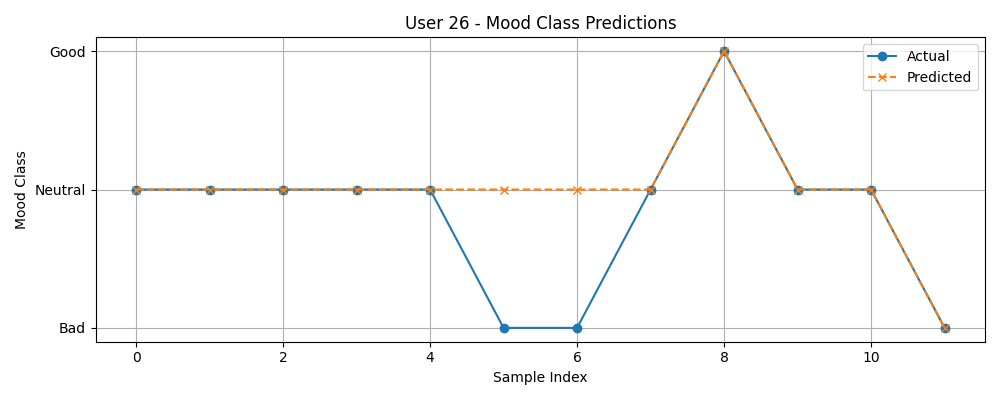 User 26 - Mood Class Predictions
Good
Neutral
Bad
Mood Class
Actual
Predicted
0 2 4 6 8 10
Sample Index